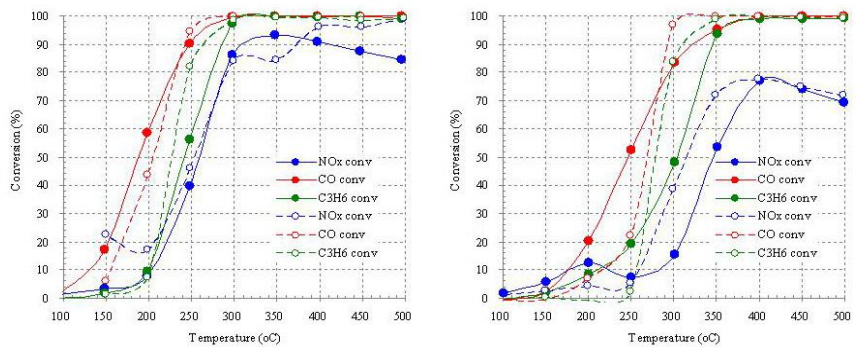 100
90
80
70
60
50
40
30
20
10
0
Conversion (%)
NOx conv
CO conv
C3H6 conv
NOx conv
CO conv
C3H6 conv
100 150 200 250 300 350 400 450 500
Temperature (oC)
100
90
80
70
60
50
40
30
20
10
0
Conversion (%)
NOx conv
CO conv
C3H6 conv
NOx conv
CO conv
C3H6 conv
100 150 200 250 300 350 400 450 500
Temperature (oC)